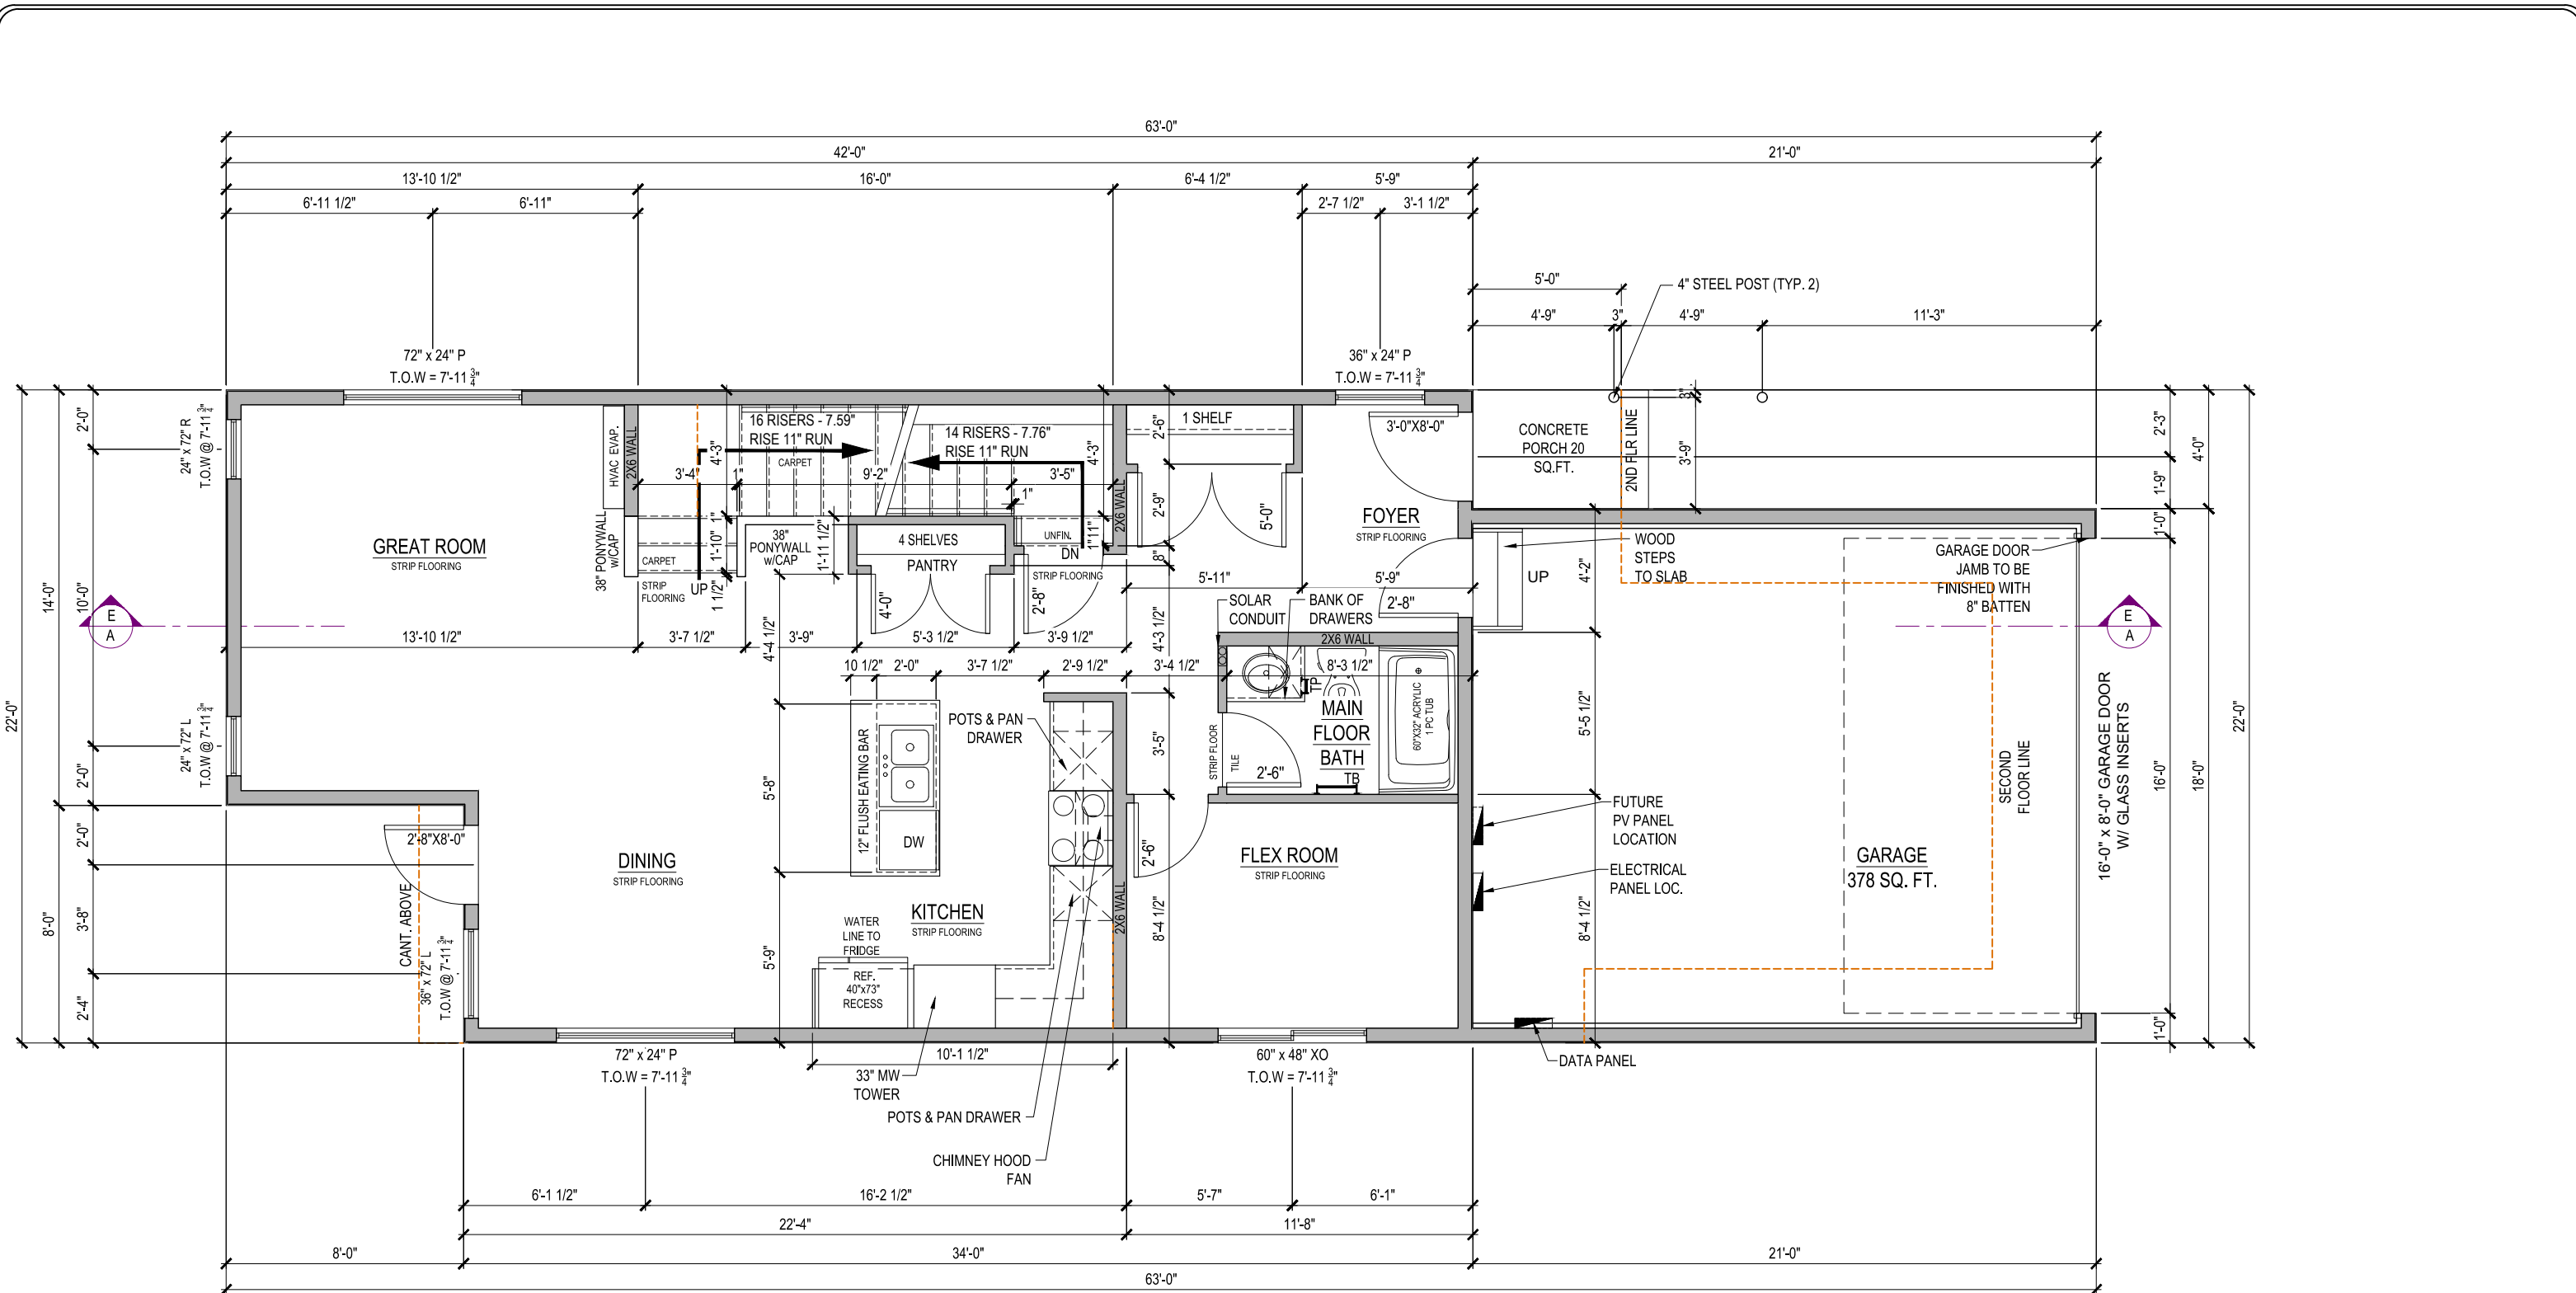 63'-0"
42'-0"
21'-0"
13'-10 1/2"
16'-0"
6'-4 1/2"
5'-9"
6'-11 1/2"
6'-11"
2'-7 1/2"
3'-1 1/2"
5'-0"
4" STEEL POST (TYP. 2)
4'-9"
3"
4'-9"
11'-3"
72" x 24" P
T.O.W = 7'-11 3/4"
36" x 24" P
T.O.W = 7'-11 3/4"
22'-0"
14'-0"
8'-0"
2'-0"
10'-0"
2'-0"
2'-0"
3'-8"
2'-4"
24" x 72" R
T.O.W @ 7'-11 3/4"
24" x 72" L
T.O.W @ 7'-11 3/4"
E
A
GREAT ROOM
STRIP FLOORING
HVAC EVAP.
2X6 WALL
38" PONYWALL
w/CAP
16 RISERS - 7.59"
RISE 11" RUN
CARPET
14 RISERS - 7.76"
RISE 11" RUN
4'-3"
3'-4"
1"
9'-2"
3'-5"
4'-3"
1"
1"
1'-10"
1 1/2"
CARPET
STRIP
FLOORING
UP
38"
PONYWALL
w/CAP
1'-11 1/2"
4 SHELVES
PANTRY
4'-0"
UNFIN.
DN
1"
11"
STRIP FLOORING
2'-8"
2X6 WALL
1 SHELF
2'-6"
2'-9"
8"
5'-0"
3'-0"X8'-0"
FOYER
STRIP FLOORING
5'-11"
5'-9"
2'-8"
CONCRETE
PORCH 20
SQ.FT.
2ND FLR LINE
3"
3'-9"
WOOD
STEPS
TO SLAB
UP
4'-2"
GARAGE DOOR
JAMB TO BE
FINISHED WITH
8" BATTEN
E
A
2'-3"
1'-9"
4'-0"
1'-0"
16'-0"
18'-0"
22'-0"
1'-0"
16'-0" x 8'-0" GARAGE DOOR
W/ GLASS INSERTS
SOLAR
CONDUIT
BANK OF
DRAWERS
2X6 WALL
13'-10 1/2"
3'-7 1/2"
3'-9"
5'-3 1/2"
3'-9 1/2"
4'-4 1/2"
4'-3 1/2"
10 1/2"
2'-0"
3'-7 1/2"
2'-9 1/2"
3'-4 1/2"
8'-3 1/2"
TP
MAIN
FLOOR
BATH
TB
60"X32" ACRYLIC
1 PC TUB
STRIP FLOOR
TILE
2'-6"
3'-5"
5'-5 1/2"
POTS & PAN
DRAWER
12" FLUSH EATING BAR
DW
5'-8"
5'-9"
2'-8"X8'-0"
CANT. ABOVE
36" x 72" L
T.O.W @ 7'-11 3/4"
DINING
STRIP FLOORING
KITCHEN
STRIP FLOORING
WATER
LINE TO
FRIDGE
REF.
40"x73"
RECESS
2X6 WALL
2'-6"
8'-4 1/2"
FLEX ROOM
STRIP FLOORING
8'-4 1/2"
FUTURE
PV PANEL
LOCATION
ELECTRICAL
PANEL LOC.
GARAGE
378 SQ. FT.
SECOND
FLOOR LINE
DATA PANEL
72" x 24" P
T.O.W = 7'-11 3/4"
10'-1 1/2"
33" MW
TOWER
POTS & PAN DRAWER
CHIMNEY HOOD
FAN
60" x 48" XO
T.O.W = 7'-11 3/4"
6'-1 1/2"
16'-2 1/2"
5'-7"
6'-1"
22'-4"
11'-8"
8'-0"
34'-0"
21'-0"
63'-0"